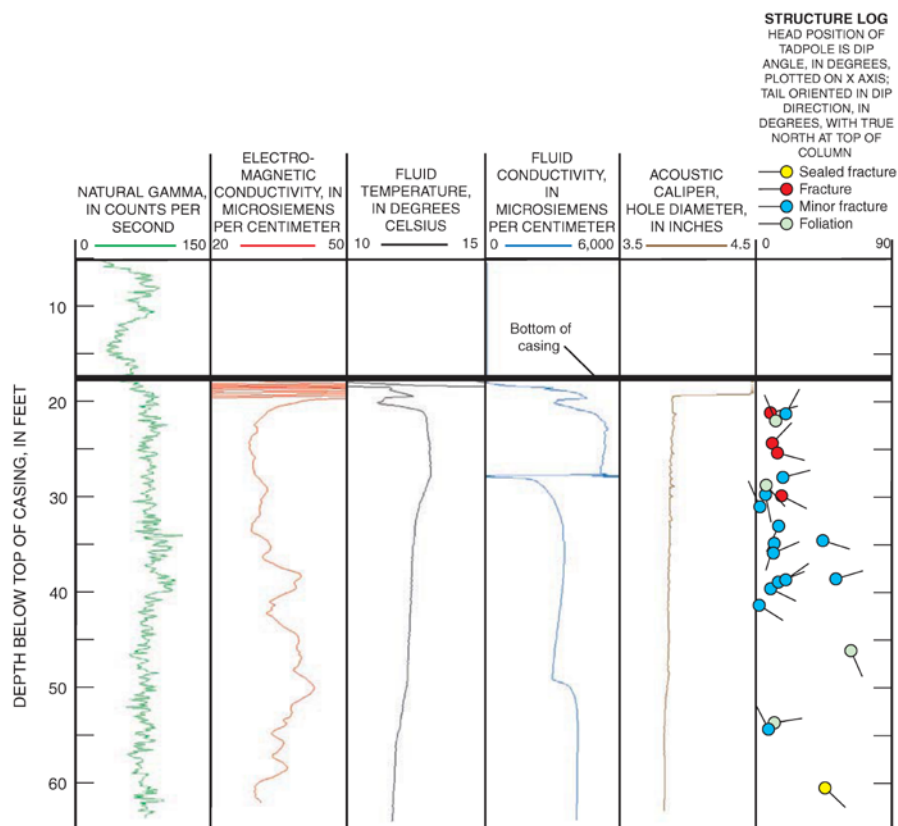 STRUCTURE LOG
HEAD POSITION OF
TADPOLE IS DIP
ANGLE, IN DEGREES,
PLOTTED ON X AXIS;
TAIL ORIENTED IN DIP
DIRECTION, IN
DEGREES, WITH TRUE
NORTH AT TOP OF
COLUMN
Sealed fracture
Fracture
Minor fracture
Foliation
0 90
NATURAL GAMMA,
IN COUNTS PER
SECOND
0 150
ELECTRO-
MAGNETIC
CONDUCTIVITY, IN
MICROSIEMENS
PER CENTIMETER
20 50
FLUID
TEMPERATURE,
IN DEGREES
CELSIUS
10 15
FLUID
CONDUCTIVITY,
IN
MICROSIEMENS
PER CENTIMETER
0 6,000
ACOUSTIC
CALIPER,
HOLE DIAMETER,
IN INCHES
3.5 4.5
Bottom of
casing
DEPTH BELOW TOP OF CASING, IN FEET
10
20
30
40
50
60